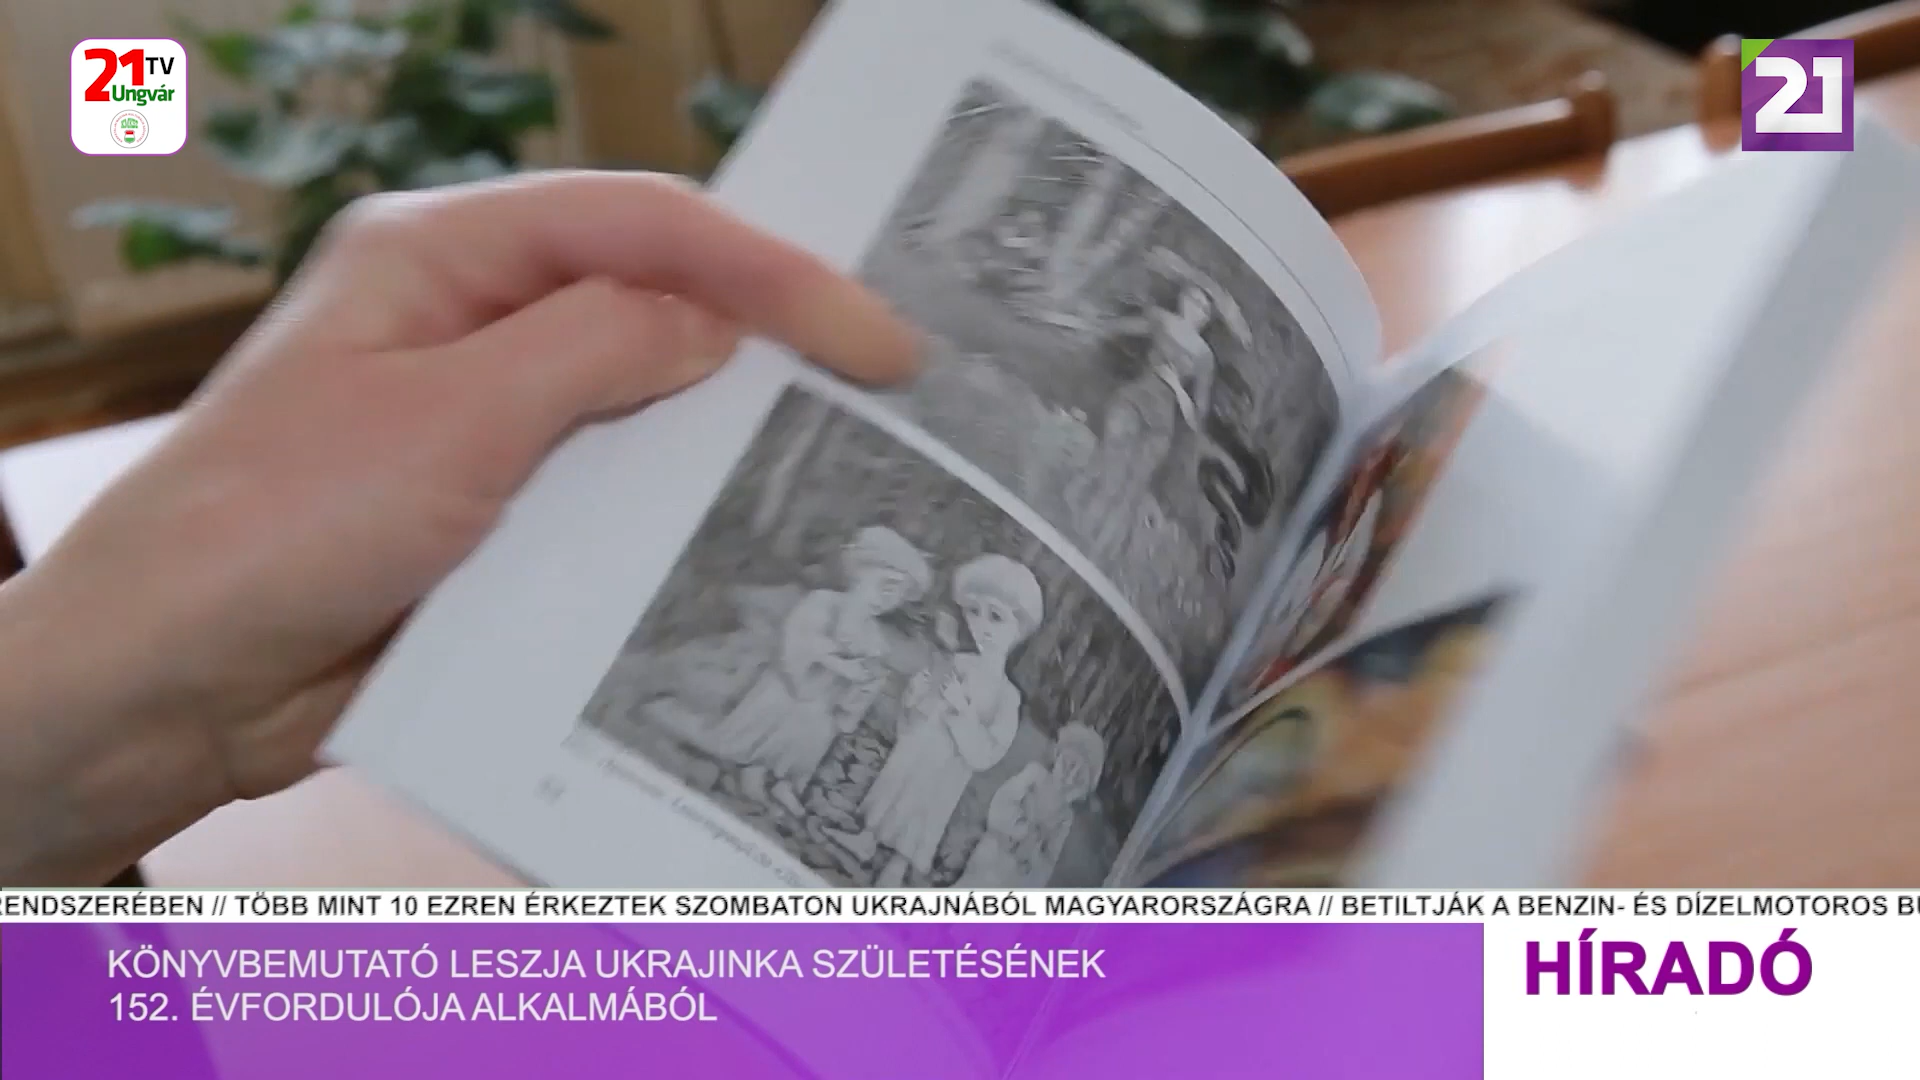 21 TV
Ungvár
21
RENDSZERÉBEN // TÖBB MINT 10 EZREN ÉRKEZTEK SZOMBATON UKRAJNÁBÓL MAGYARORSZÁGRA // BETILTJÁK A BENZIN- ÉS DÍZELMOTOROS
KÖNYVBEMUTATÓ LESZJA UKRAJINKA SZÜLETÉSÉNEK
152. ÉVFORDULÓJA ALKALMÁBÓL
HÍRADÓ